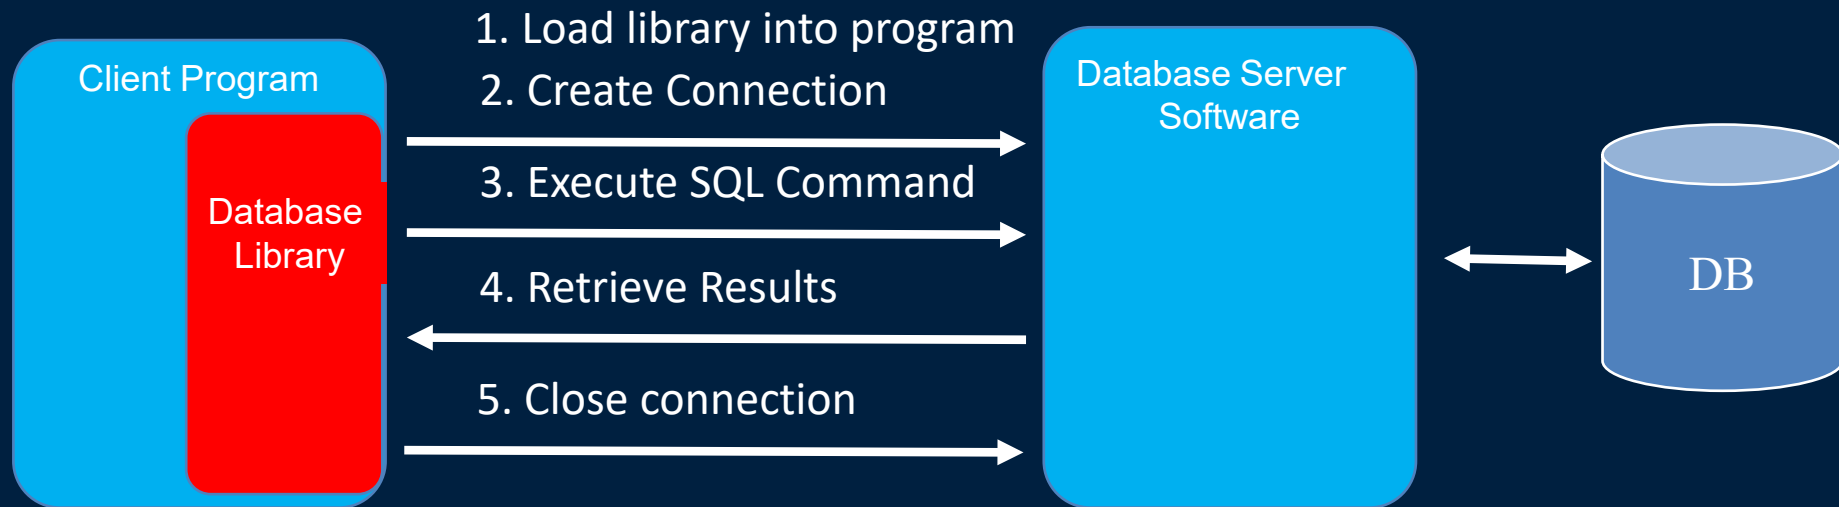 Client Program
Database
Library
1. Load library into program
2. Create Connection
3. Execute SQL Command
4. Retrieve Results
5. Close connection
Database Server
Software
DB